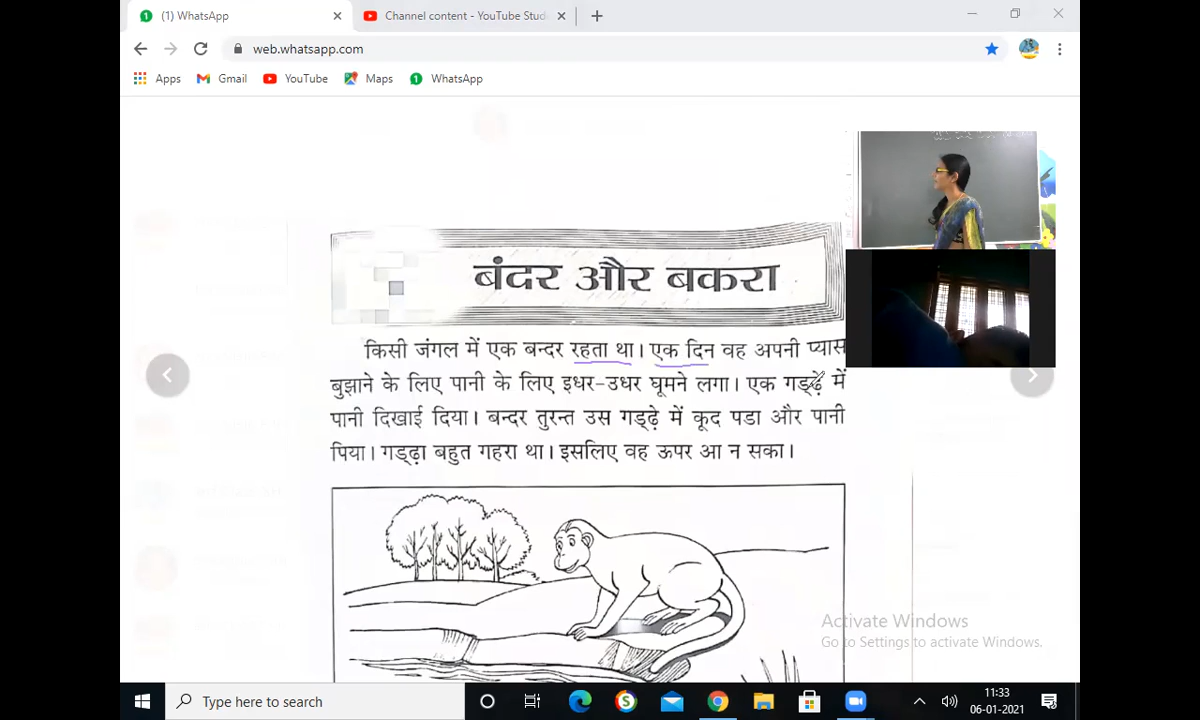 (1) WhatsApp
Channel content - YouTube Stud
web.whatsapp.com
Apps Gmail YouTube Maps WhatsApp
बंदर और बकरा
किसी जंगल में एक बन्दर रहता था। एक दिन वह अपनी प्यास
बुझाने के लिए पानी के लिए इधर-उधर घूमने लगा। एक गड्ढ़े में
पानी दिखाई दिया। बन्दर तुरन्त उस गड्ढ़े में कूद पडा और पानी
पिया। गड्ढ़ा बहुत गहरा था। इसलिए वह ऊपर आ न सका।
Activate Windows
Go to Settings to activate Windows.
Type here to search
11:33
06-01-2021